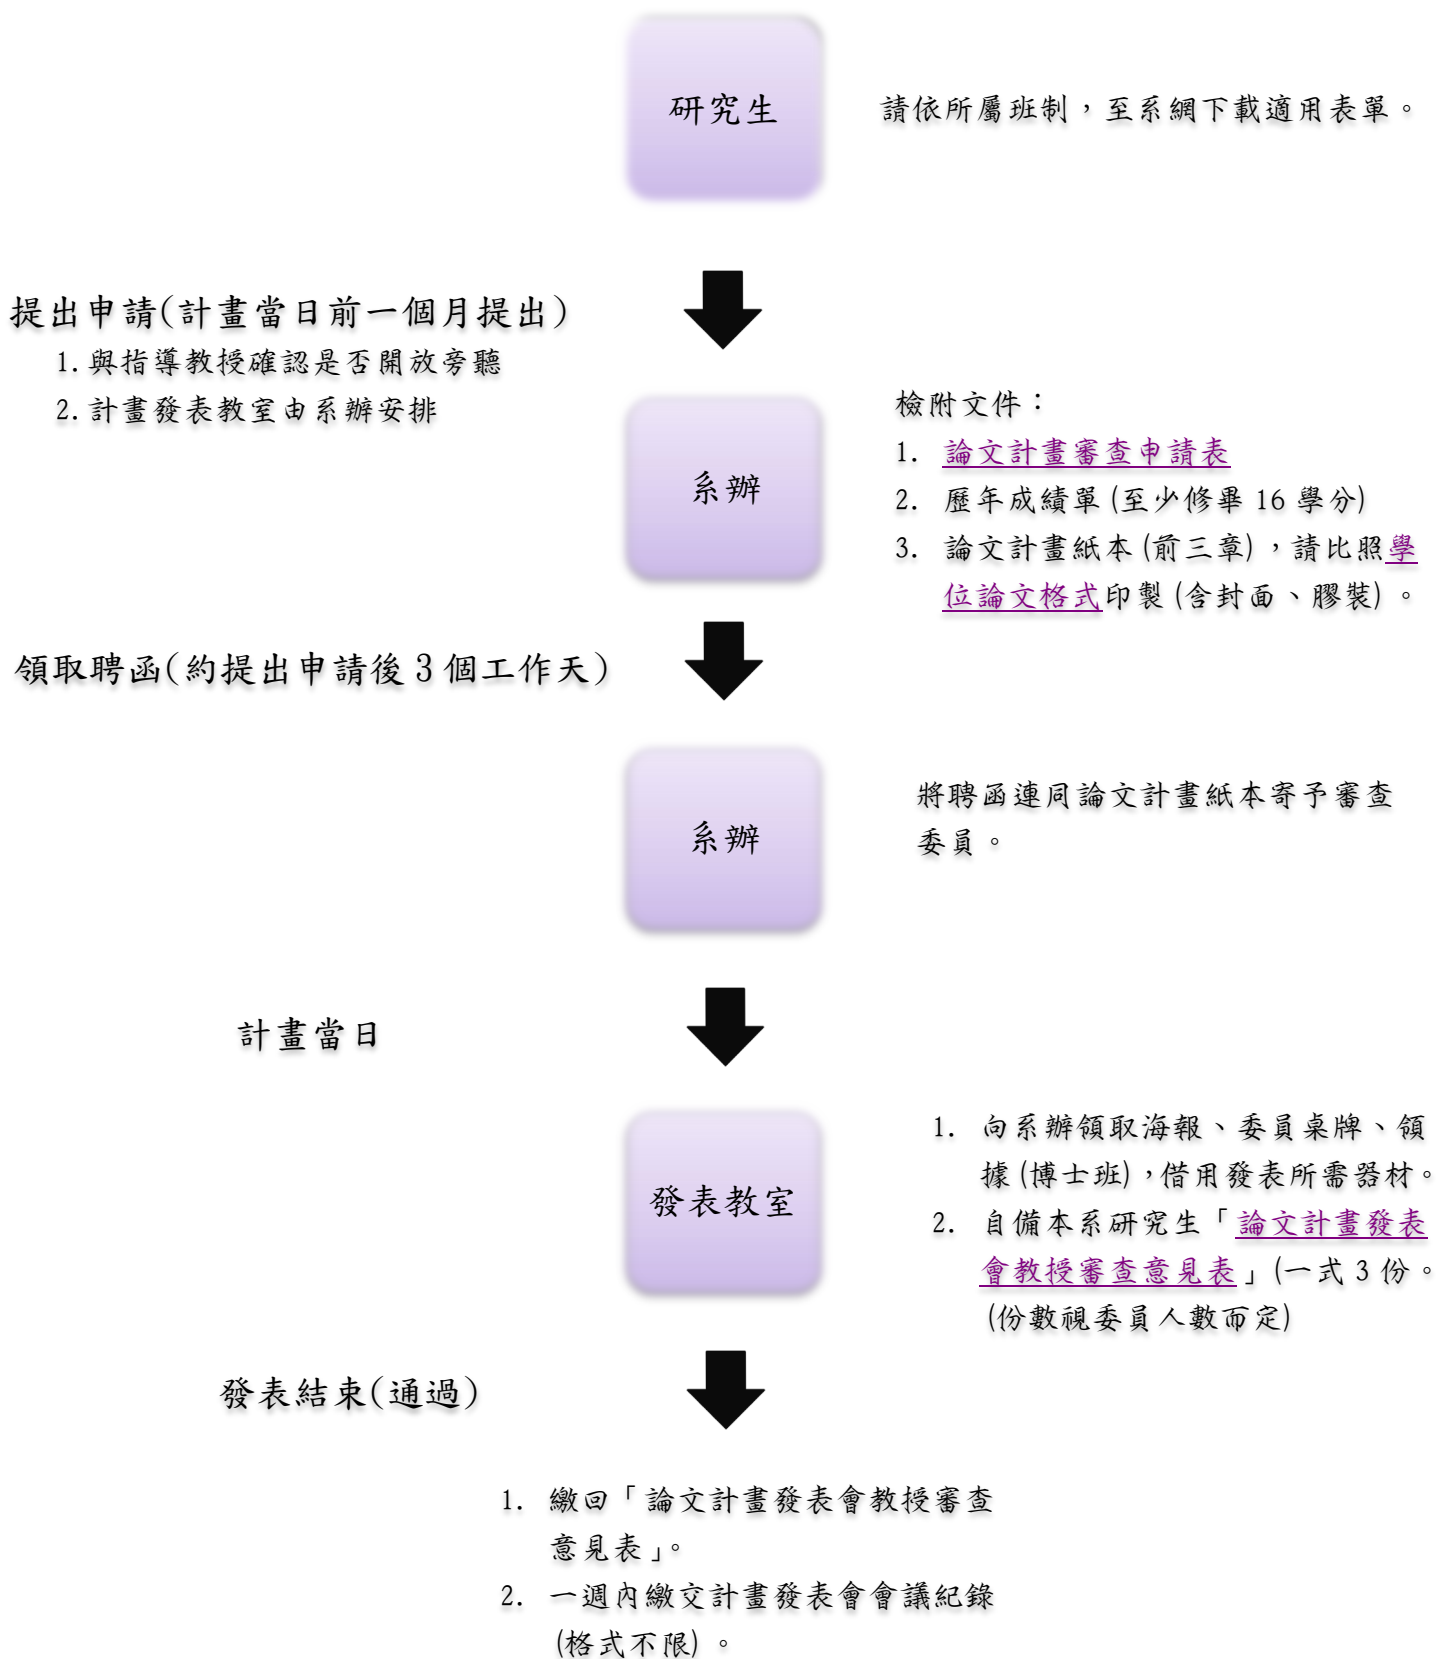 研究生
請依所屬班制，至系網下載適用表單。
提出申請(計畫當日前一個月提出)
1.與指導教授確認是否開放旁聽
2.計畫發表教室由系辦安排
系辦
檢附文件：
1. 論文計畫審查申請表
2. 歷年成績單(至少修畢 16 學分)
3. 論文計畫紙本(前三章)，請比照學
位論文格式印製(含封面、膠裝)。
領取聘函(約提出申請後 3 個工作天)
系辦
將聘函連同論文計畫紙本寄予審查
委員。
計畫當日
發表教室
1. 向系辦領取海報、委員桌牌、領
據(博士班)，借用發表所需器材。
2. 自備本系研究生「論文計畫發表
會教授審查意見表」(一式 3 份。
(份數視委員人數而定)
發表結束(通過)
1. 繳回「論文計畫發表會教授審查
意見表」。
2. 一週內繳交計畫發表會會議紀錄
(格式不限)。